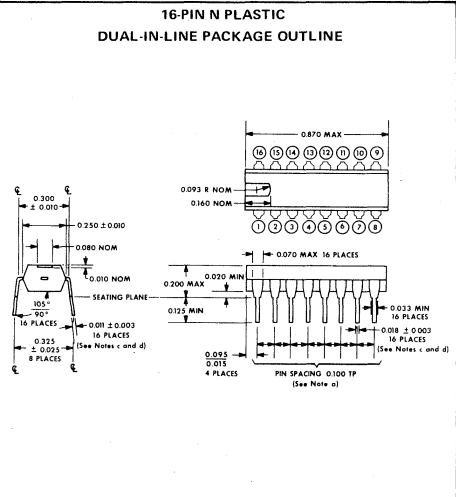 16-PIN N PLASTIC
DUAL-IN-LINE PACKAGE OUTLINE
0.870 MAX
16 15 14 13 12 11 10 9
0.093 R NOM
0.160 NOM
1 2 3 4 5 6 7 8
℄ ℄
0.300
± 0.010
0.250 ± 0.010
0.080 NOM
0.010 NOM
SEATING PLANE
105°
90°
16 PLACES
0.011 ± 0.003
16 PLACES
(See Notes c and d)
0.325
± 0.025
8 PLACES
℄ ℄
0.070 MAX 16 PLACES
0.020 MIN
0.200 MAX
0.125 MIN
0.033 MIN
16 PLACES
0.018 ± 0.003
16 PLACES
(See Notes c and d)
0.095
0.015
4 PLACES
PIN SPACING 0.100 TP
(See Note a)